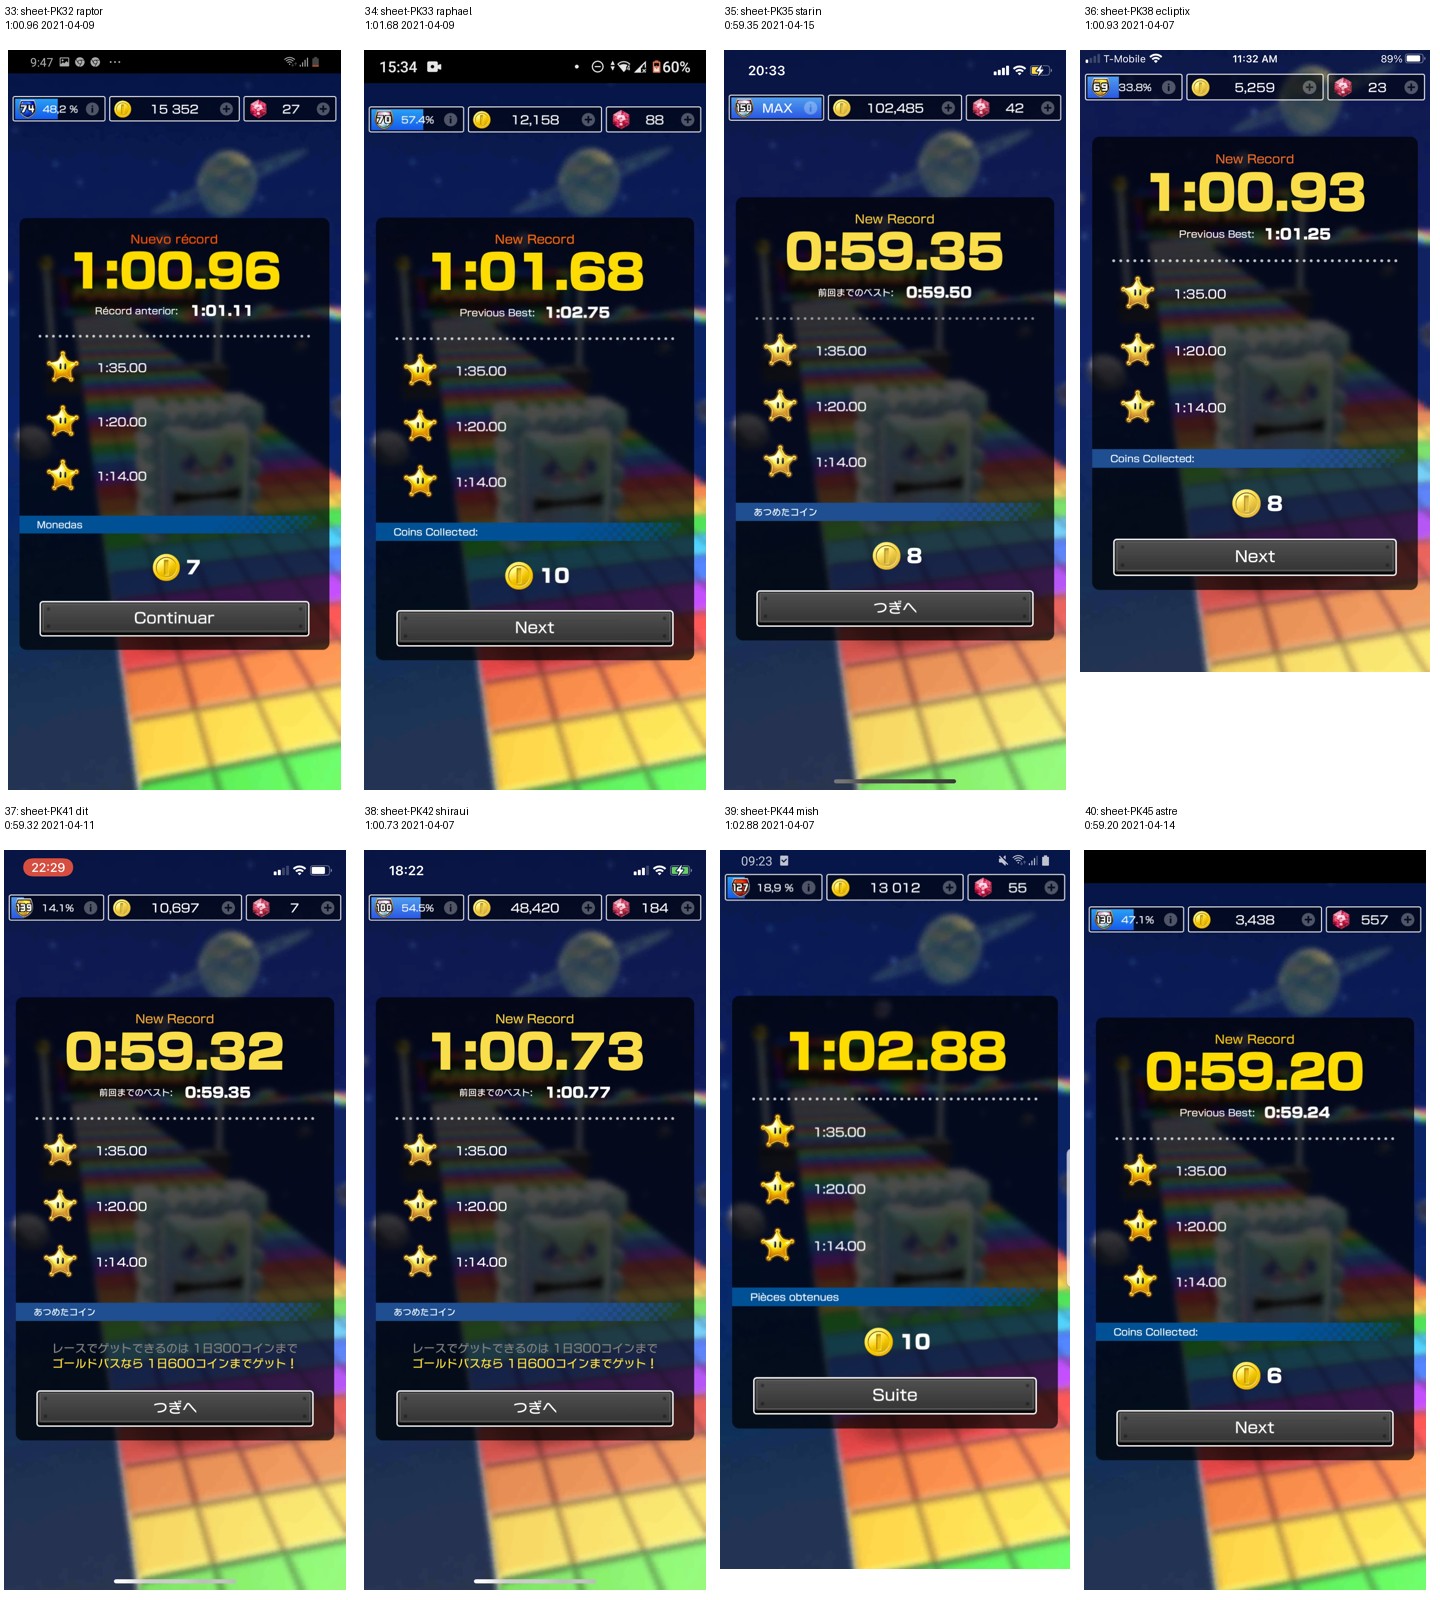 33: sheet-PK32 raptor
1:00.96 2021-04-09
9:47
74 48,2 % i 15 352 + 27 +
Nuevo récord
1:00.96
Récord anterior: 1:01.11
1:35.00
1:20.00
1:14.00
Monedas
7
Continuar
34: sheet-PK33 raphael
1:01.68 2021-04-09
15:34 60%
70 57.4% i 12,158 + 88 +
New Record
1:01.68
Previous Best: 1:02.75
1:35.00
1:20.00
1:14.00
Coins Collected:
10
Next
35: sheet-PK35 starin
0:59.35 2021-04-15
20:33
150 MAX i 102,485 + 42 +
New Record
0:59.35
前回までのベスト: 0:59.50
1:35.00
1:20.00
1:14.00
あつめたコイン
8
つぎへ
36: sheet-PK38 ecliptix
1:00.93 2021-04-07
T-Mobile 11:32 AM 89%
69 33.8% i 5,259 + 23 +
New Record
1:00.93
Previous Best: 1:01.25
1:35.00
1:20.00
1:14.00
Coins Collected:
8
Next
37: sheet-PK41 dit
0:59.32 2021-04-11
22:29
139 14.1% i 10,697 + 7 +
New Record
0:59.32
前回までのベスト: 0:59.35
1:35.00
1:20.00
1:14.00
あつめたコイン
レースでゲットできるのは 1日300コインまで
ゴールドパスなら 1日600コインまでゲット！
つぎへ
38: sheet-PK42 shiraui
1:00.73 2021-04-07
18:22
100 54.5% i 48,420 + 184 +
New Record
1:00.73
前回までのベスト: 1:00.77
1:35.00
1:20.00
1:14.00
あつめたコイン
レースでゲットできるのは 1日300コインまで
ゴールドパスなら 1日600コインまでゲット！
つぎへ
39: sheet-PK44 mish
1:02.88 2021-04-07
09:23
127 18,9 % i 13 012 + 55 +
1:02.88
1:35.00
1:20.00
1:14.00
Pièces obtenues
10
Suite
40: sheet-PK45 astre
0:59.20 2021-04-14
130 47.1% i 3,438 + 557 +
New Record
0:59.20
Previous Best: 0:59.24
1:35.00
1:20.00
1:14.00
Coins Collected:
6
Next